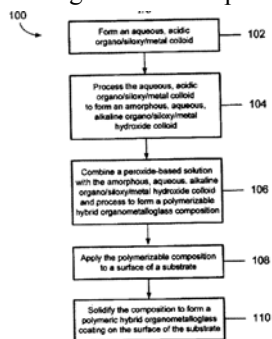 100
Form an aqueous, acidic
organo/siloxy/metal colloid
102
Process the aqueous, acidic
organo/siloxy/metal colloid
to form an amorphous, aqueous,
alkaline organo/siloxy/metal
hydroxide colloid
104
Combine a peroxide-based solution
with the amorphous, aqueous, alkaline
organo/siloxy/metal hydroxide colloid
and process to form a polymerizable
hybrid organometalloglass composition
106
Apply the polymerizable composition
to a surface of a substrate
108
Solidify the composition to form a
polymeric hybrid organometalloglass
coating on the surface of the substrate
110